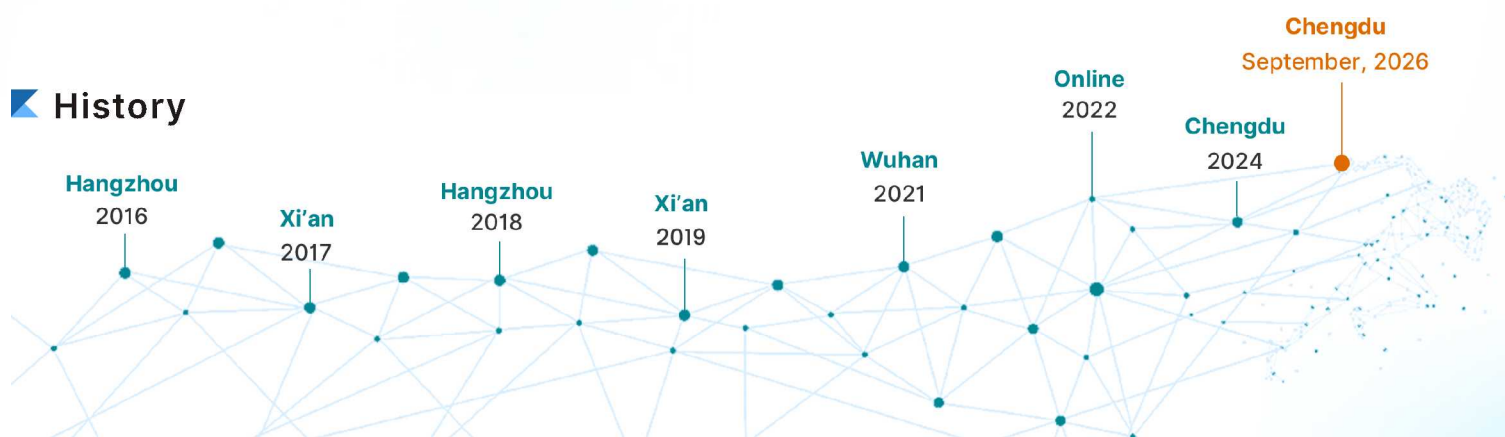 History
Hangzhou
2016
Xi’an
2017
Hangzhou
2018
Xi’an
2019
Wuhan
2021
Online
2022
Chengdu
2024
Chengdu
September, 2026